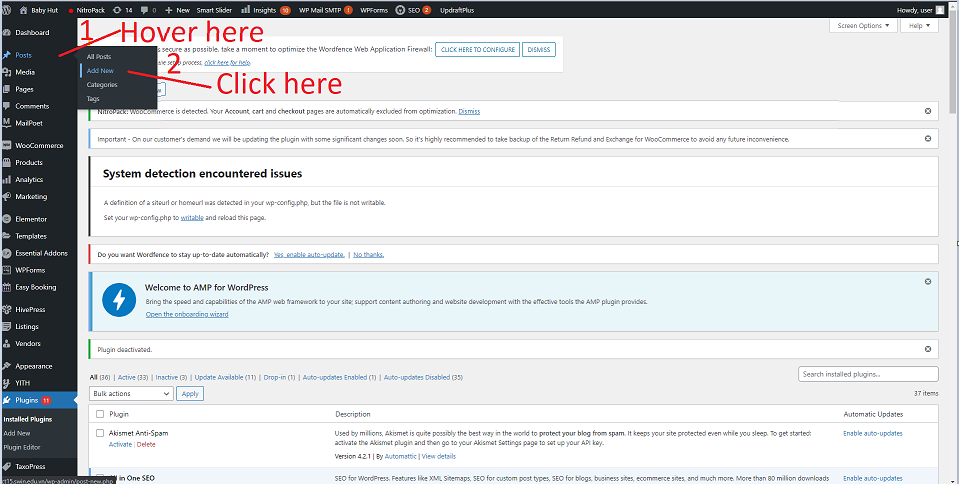 Baby Hut NitroPack 14 0 New Smart Slider Insights 10 WP Mail SMTP ! WPForms SEO 2 UpdraftPlus Howdy, user
1 Hover here
Screen Options Help
Dashboard
Posts
Media
Pages
Comments
MailPoet
WooCommerce
Products
Analytics
Marketing
Elementor
Templates
Essential Addons
WPForms
Easy Booking
HivePress
Listings
Vendors
Appearance
YITH
Plugins 11
Installed Plugins
Add New
Plugin Editor
TaxoPress
ct15.swin.edu.vn/wp-admin/post-new.php
All Posts
Add New
Categories
Tags
2
Click here
s secure as possible, take a moment to optimize the Wordfence Web Application Firewall: CLICK HERE TO CONFIGURE DISMISS
re setup process, click here for help.
NitroPack: WooCommerce is detected. Your Account, cart and checkout pages are automatically excluded from optimization. Dismiss
Important - On our customer's demand we will be updating the plugin with some significant changes soon. So it's highly recommended to take backup of the Return Refund and Exchange for WooCommerce to avoid any future inconvenience.
System detection encountered issues
A definition of a siteurl or homeurl was detected in your wp-config.php, but the file is not writable.
Set your wp-config.php to writable and reload this page.
Do you want Wordfence to stay up-to-date automatically? Yes, enable auto-update. | No thanks.
Welcome to AMP for WordPress
Bring the speed and capabilities of the AMP web framework to your site; support content authoring and website development with the effective tools the AMP plugin provides.
Open the onboarding wizard
Plugin deactivated.
All (36) | Active (33) | Inactive (3) | Update Available (11) | Drop-in (1) | Auto-updates Enabled (1) | Auto-updates Disabled (35)
Search installed plugins...
Bulk actions Apply 37 items
Plugin Description Automatic Updates
Akismet Anti-Spam
Activate | Delete
Used by millions, Akismet is quite possibly the best way in the world to protect your blog from spam. It keeps your site protected even while you sleep. To get started:
activate the Akismet plugin and then go to your Akismet Settings page to set up your API key.
Version 4.2.1 | By Automattic | View details
Enable auto-updates
All in One SEO
SEO for WordPress. Features like XML Sitemaps, SEO for custom post types, SEO for blogs, business sites, ecommerce sites, and much more. More than 80 million downloads
Enable auto-updates